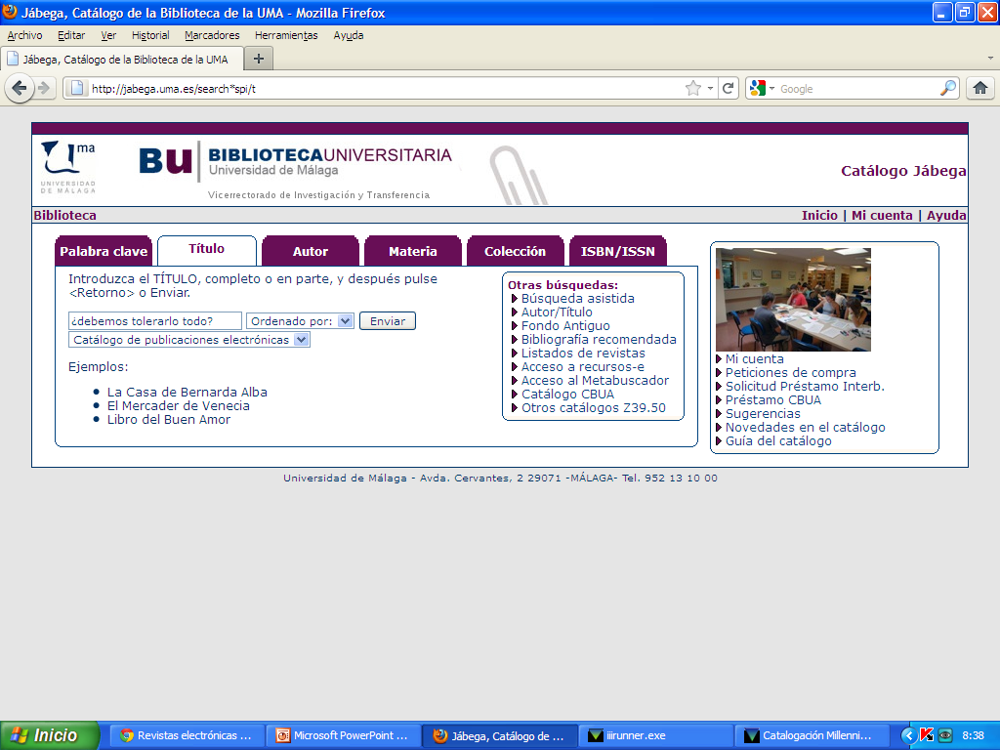 Jábega, Catálogo de la Biblioteca de la UMA - Mozilla Firefox
Archivo Editar Ver Historial Marcadores Herramientas Ayuda
Jábega, Catálogo de la Biblioteca de la UMA
http://jabega.uma.es/search*spi/t
Google
uma
UNIVERSIDAD DE MÁLAGA
Bu BIBLIOTECAUNIVERSITARIA
Universidad de Málaga
Vicerrectorado de Investigación y Transferencia
Catálogo Jábega
Biblioteca
Inicio | Mi cuenta | Ayuda
Palabra clave Título Autor Materia Colección ISBN/ISSN
Introduzca el TÍTULO, completo o en parte, y después pulse
<Retorno> o Enviar.
¿debemos tolerarlo todo? Ordenado por: Enviar
Catálogo de publicaciones electrónicas
Ejemplos:
La Casa de Bernarda Alba
El Mercader de Venecia
Libro del Buen Amor
Otras búsquedas:
Búsqueda asistida
Autor/Título
Fondo Antiguo
Bibliografía recomendada
Listados de revistas
Acceso a recursos-e
Acceso al Metabuscador
Catálogo CBUA
Otros catálogos Z39.50
Mi cuenta
Peticiones de compra
Solicitud Préstamo Interb.
Préstamo CBUA
Sugerencias
Novedades en el catálogo
Guía del catálogo
Universidad de Málaga - Avda. Cervantes, 2 29071 -MÁLAGA- Tel. 952 13 10 00
Inicio
Revistas electrónicas ...
Microsoft PowerPoint ...
Jábega, Catálogo de ...
iiirunner.exe
Catalogación Millenni...
8:38